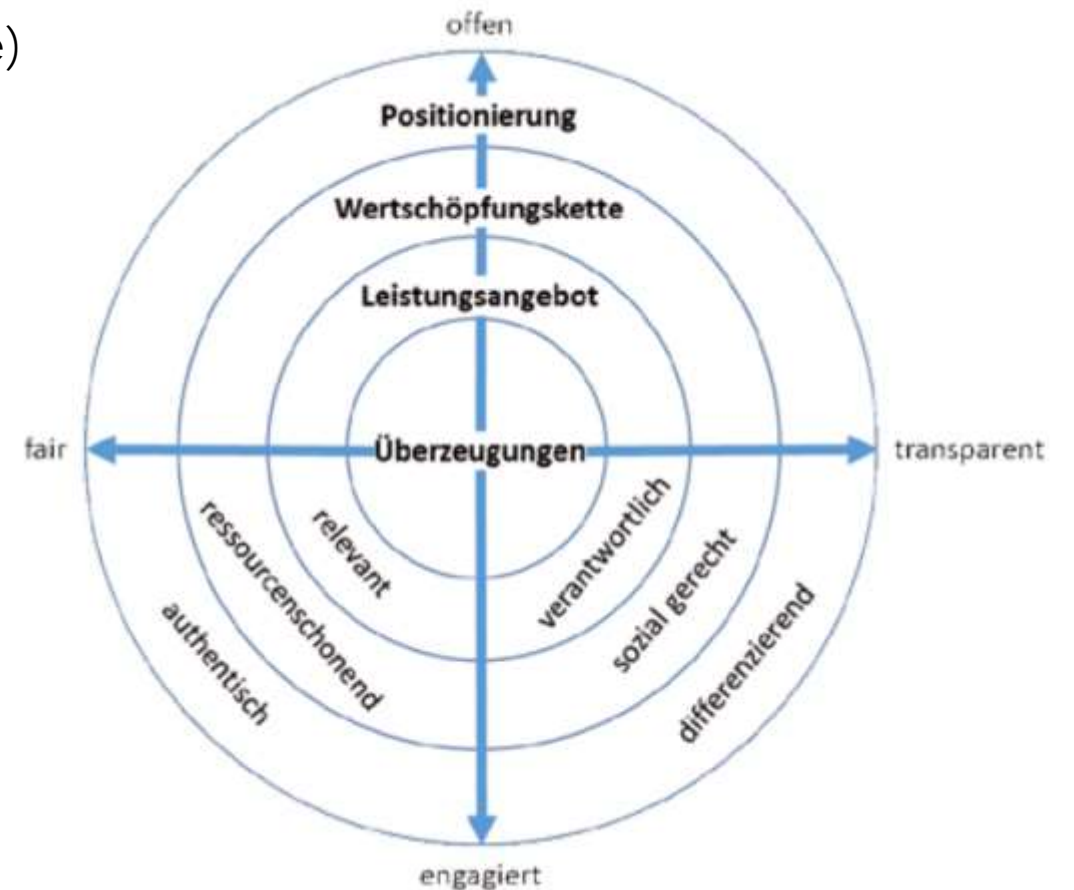 offen
e)
Positionierung
Wertschöpfungskette
Leistungsangebot
fair
Überzeugungen
transparent
relevant
verantwortlich
ressourcenschonend
sozial gerecht
authentisch
differenzierend
engagiert